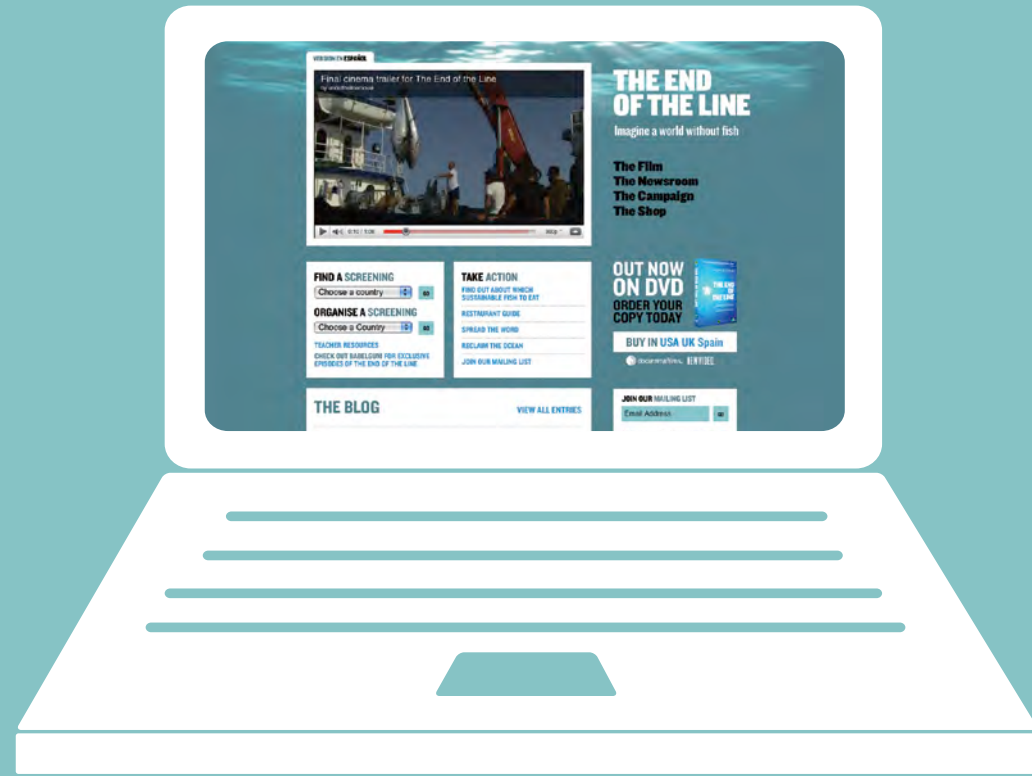 VERSION EN ESPAÑOL
Final cinema trailer for The End of the Line
THE END
OF THE LINE
Imagine a world without fish
The Film
The Newsroom
The Campaign
The Shop
FIND A SCREENING
Choose a country
GO
ORGANISE A SCREENING
Choose a Country
GO
TEACHER RESOURCES
CHECK OUT BABELGUM FOR EXCLUSIVE
EPISODES OF THE END OF THE LINE
TAKE ACTION
FIND OUT ABOUT WHICH
SUSTAINABLE FISH TO EAT
RESTAURANT GUIDE
SPREAD THE WORD
RECLAIM THE OCEAN
JOIN OUR MAILING LIST
OUT NOW
ON DVD
ORDER YOUR
COPY TODAY
THE END
OF
THE LINE
BUY IN USA UK Spain
THE BLOG
VIEW ALL ENTRIES
JOIN OUR MAILING LIST
Email Address
GO